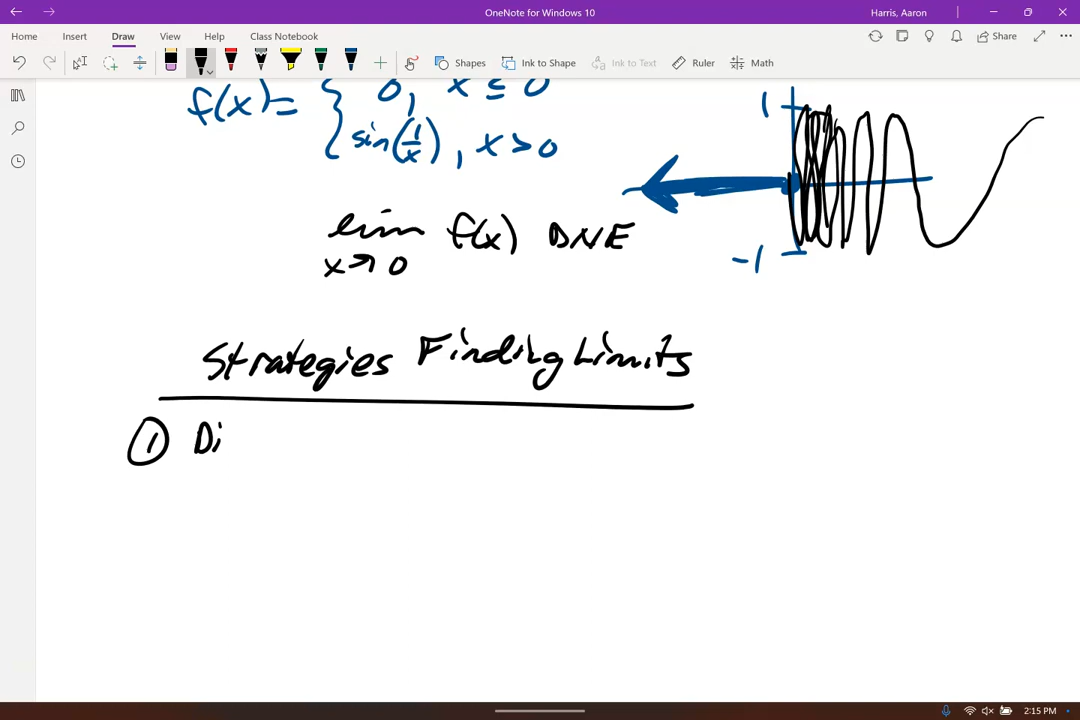 OneNote for Windows 10
Harris, Aaron
Home Insert Draw View Help Class Notebook
Share
Shapes Ink to Shape Ink to Text Ruler Math
f(x)= { 0, x ≤ 0
sin(1/x), x > 0
1
-1
lim f(x) DNE
x→0
Strategies Finding Limits
① Di
2:15 PM